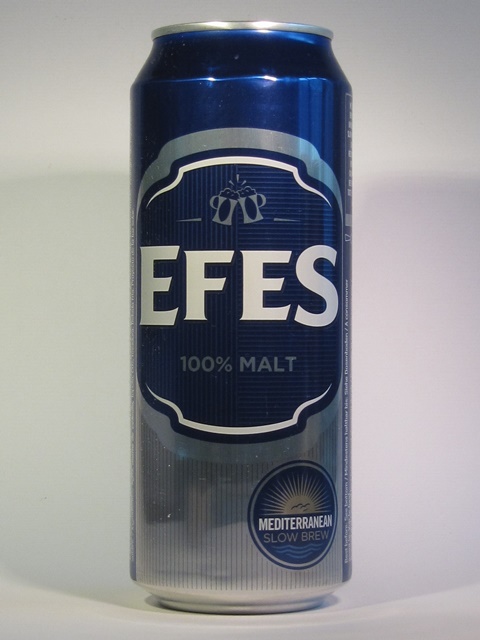 EFES
100% MALT
MEDITERRANEAN
SLOW BREW